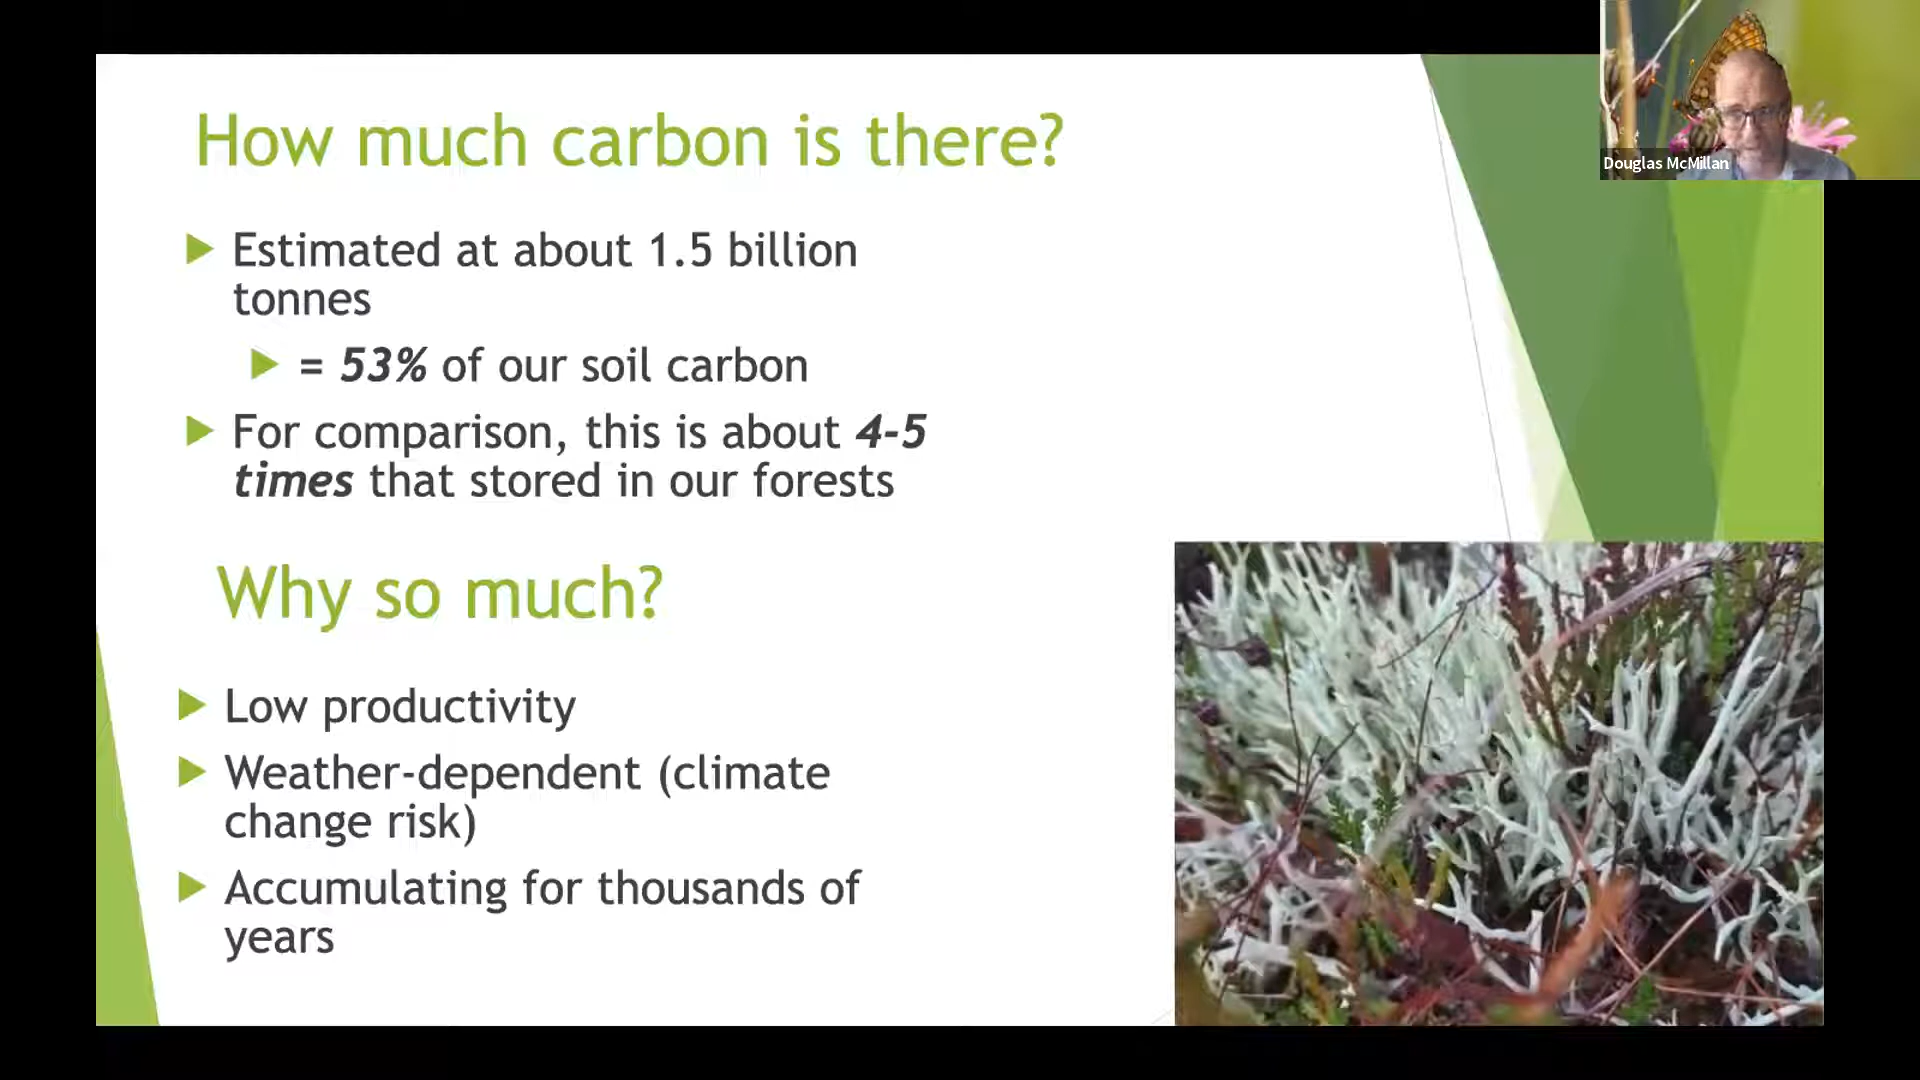 How much carbon is there?
Estimated at about 1.5 billion
tonnes
= 53% of our soil carbon
For comparison, this is about 4-5
times that stored in our forests
Why so much?
Low productivity
Weather-dependent (climate
change risk)
Accumulating for thousands of
years
Douglas McMillan